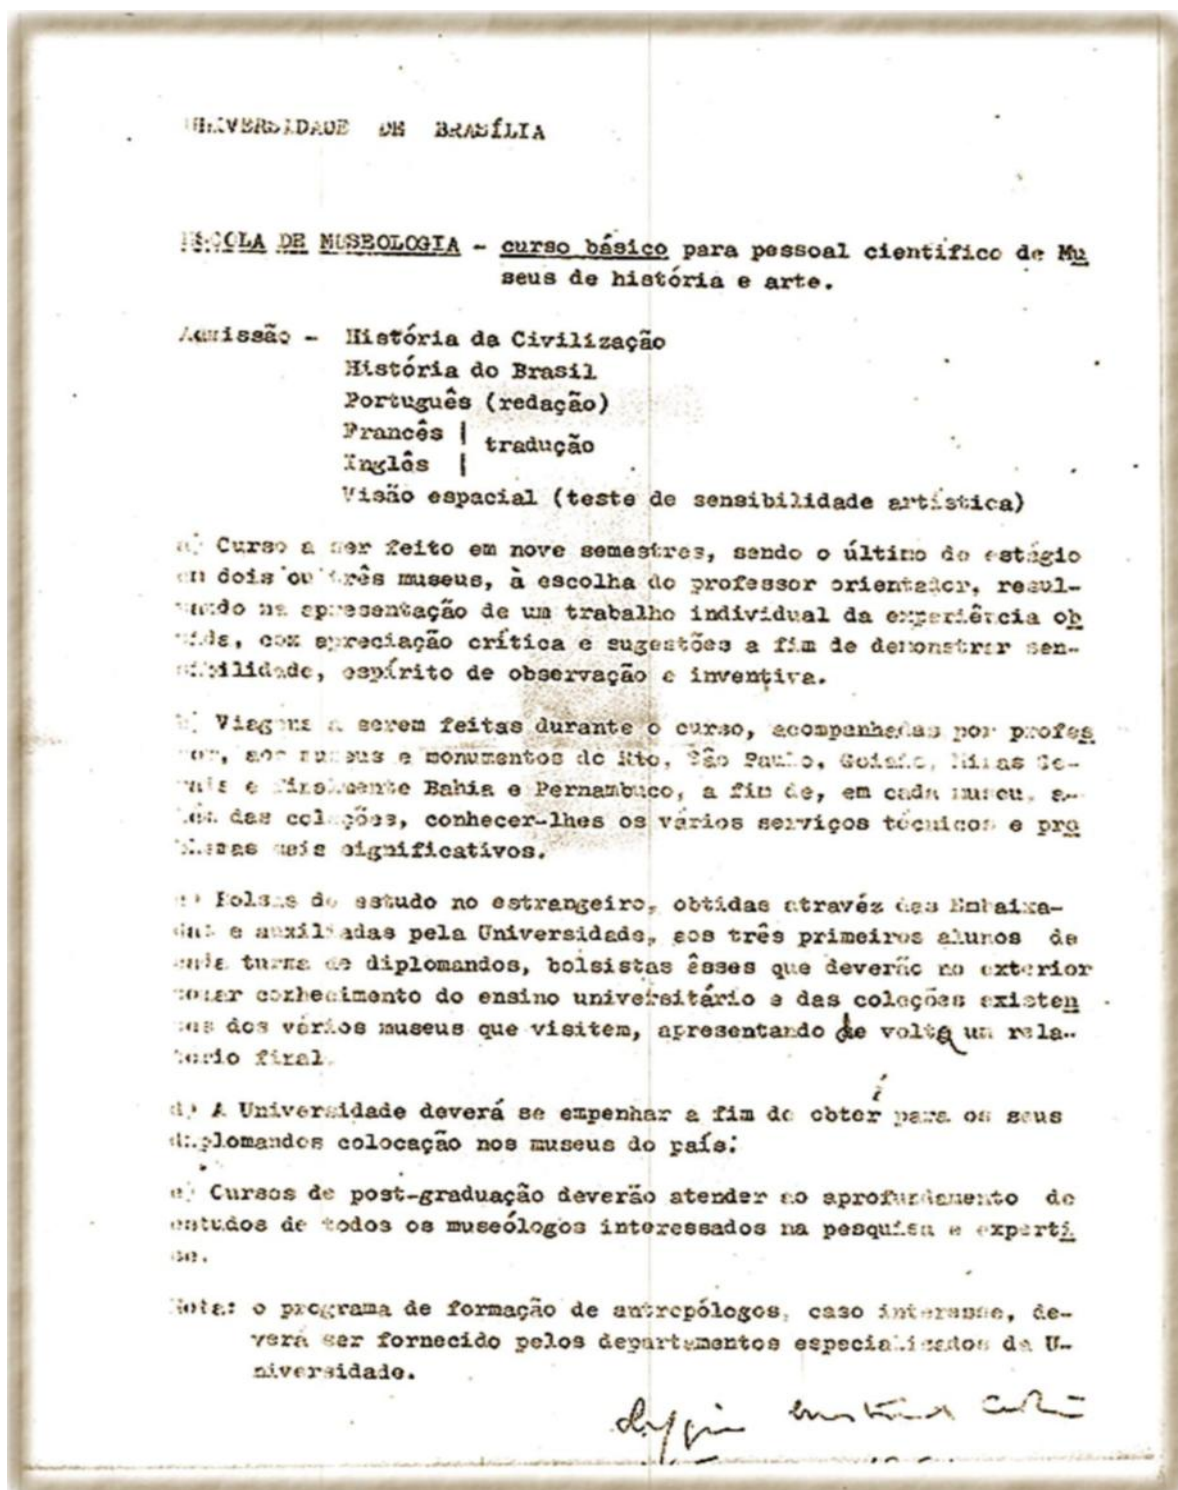 UNIVERSIDADE DE BRASÍLIA
ESCOLA DE MUSEOLOGIA - curso básico para pessoal científico de Mu
seus de história e arte.
Admissão - História da Civilização
História do Brasil
Português (redação)
Francês |
tradução
Inglês |
Visão espacial (teste de sensibilidade artística)
a) Curso a ser feito em nove semestres, sendo o último de estágio
em dois ou três museus, à escolha do professor orientador, resul-
tando na apresentação de um trabalho individual da experiência ob
tida, com apreciação crítica e sugestões a fim de demonstrar sen-
sibilidade, espírito de observação e inventiva.
b) Viagens a serem feitas durante o curso, acompanhadas por profes
sor, aos museus e monumentos do Rio, São Paulo, Goiás, Minas Ge-
rais e finalmente Bahia e Pernambuco, a fim de, em cada museu, a-
lém das coleções, conhecer-lhes os vários serviços técnicos e pro
blemas mais significativos.
c) Bolsas de estudo no estrangeiro, obtidas atravéz das Embaixa-
das e auxiliadas pela Universidade, aos três primeiros alunos de
cada turma de diplomandos, bolsistas êsses que deverão no exterior
tomar conhecimento do ensino universitário e das coleções existen
tes dos vários museus que visitem, apresentando de volta um rela-
tório final.
d) A Universidade deverá se empenhar a fim de obter para os seus
diplomandos colocação nos museus do país.
e) Cursos de post-graduação deverão atender ao aprofundamento de
estudos de todos os museólogos interessados na pesquisa e experti
se.
Nota: o programa de formação de antropólogos, caso interesse, de-
verá ser fornecido pelos departamentos especializados da U-
niversidade.